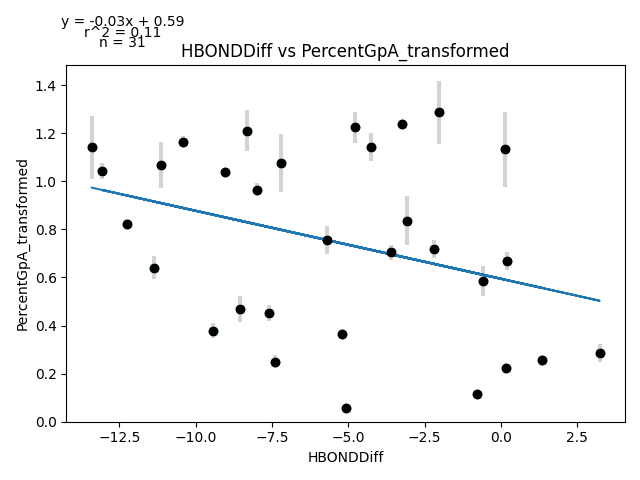 y = -0.03x + 0.59
r^2 = 0.11
n = 31
HBONDDiff vs PercentGpA_transformed
PercentGpA_transformed
1.4
1.2
1.0
0.8
0.6
0.4
0.2
0.0
−12.5 −10.0 −7.5 −5.0 −2.5 0.0 2.5
HBONDDiff